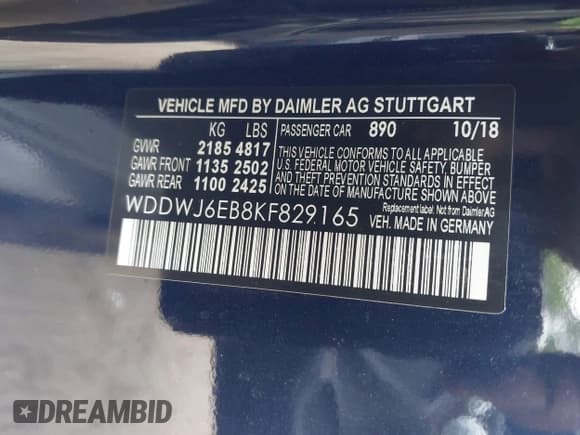 VEHICLE MFD BY DAIMLER AG STUTTGART
KG LBS
GVWR 2185 4817
GAWR FRONT 1135 2502
GAWR REAR 1100 2425
PASSENGER CAR 890 10/18
THIS VEHICLE CONFORMS TO ALL APPLICABLE
U.S. FEDERAL MOTOR VEHICLE SAFETY, BUMPER
AND THEFT PREVENTION STANDARDS IN EFFECT
ON THE DATE OF MANUFACTURE SHOWN ABOVE.
Replacement label. Not from Daimler AG
WDDWJ6EB8KF829165
VEH. MADE IN GERMANY
DREAMBID